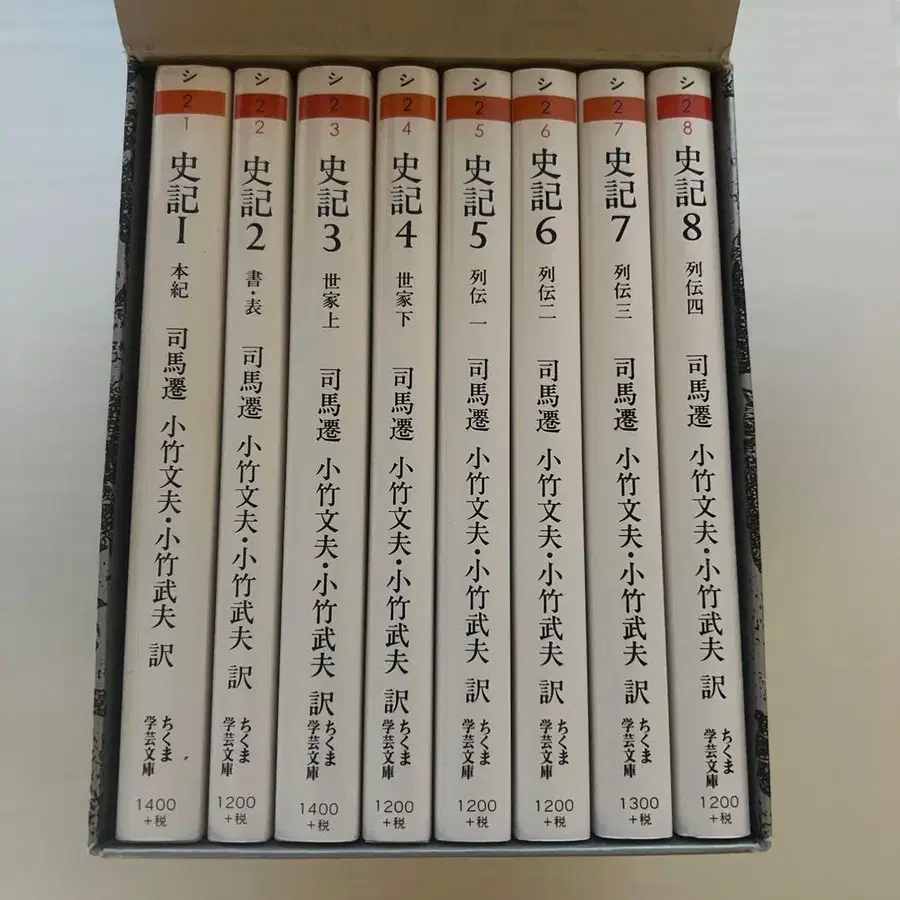 シ
2
1
史記1
本紀
司馬遷
小竹文夫・小竹武夫 訳
ちくま
学芸文庫
1400
+税
シ
2
2
史記2
書・表
司馬遷
小竹文夫・小竹武夫 訳
ちくま
学芸文庫
1200
+税
シ
2
3
史記3
世家上
司馬遷
小竹文夫・小竹武夫 訳
ちくま
学芸文庫
1400
+税
シ
2
4
史記4
世家下
司馬遷
小竹文夫・小竹武夫 訳
ちくま
学芸文庫
1200
+税
シ
2
5
史記5
列伝 一
司馬遷
小竹文夫・小竹武夫 訳
ちくま
学芸文庫
1200
+税
シ
2
6
史記6
列伝二
司馬遷
小竹文夫・小竹武夫 訳
ちくま
学芸文庫
1200
+税
シ
2
7
史記7
列伝三
司馬遷
小竹文夫・小竹武夫 訳
ちくま
学芸文庫
1300
+税
シ
2
8
史記8
列伝四
司馬遷
小竹文夫・小竹武夫 訳
ちくま
学芸文庫
1200
+税